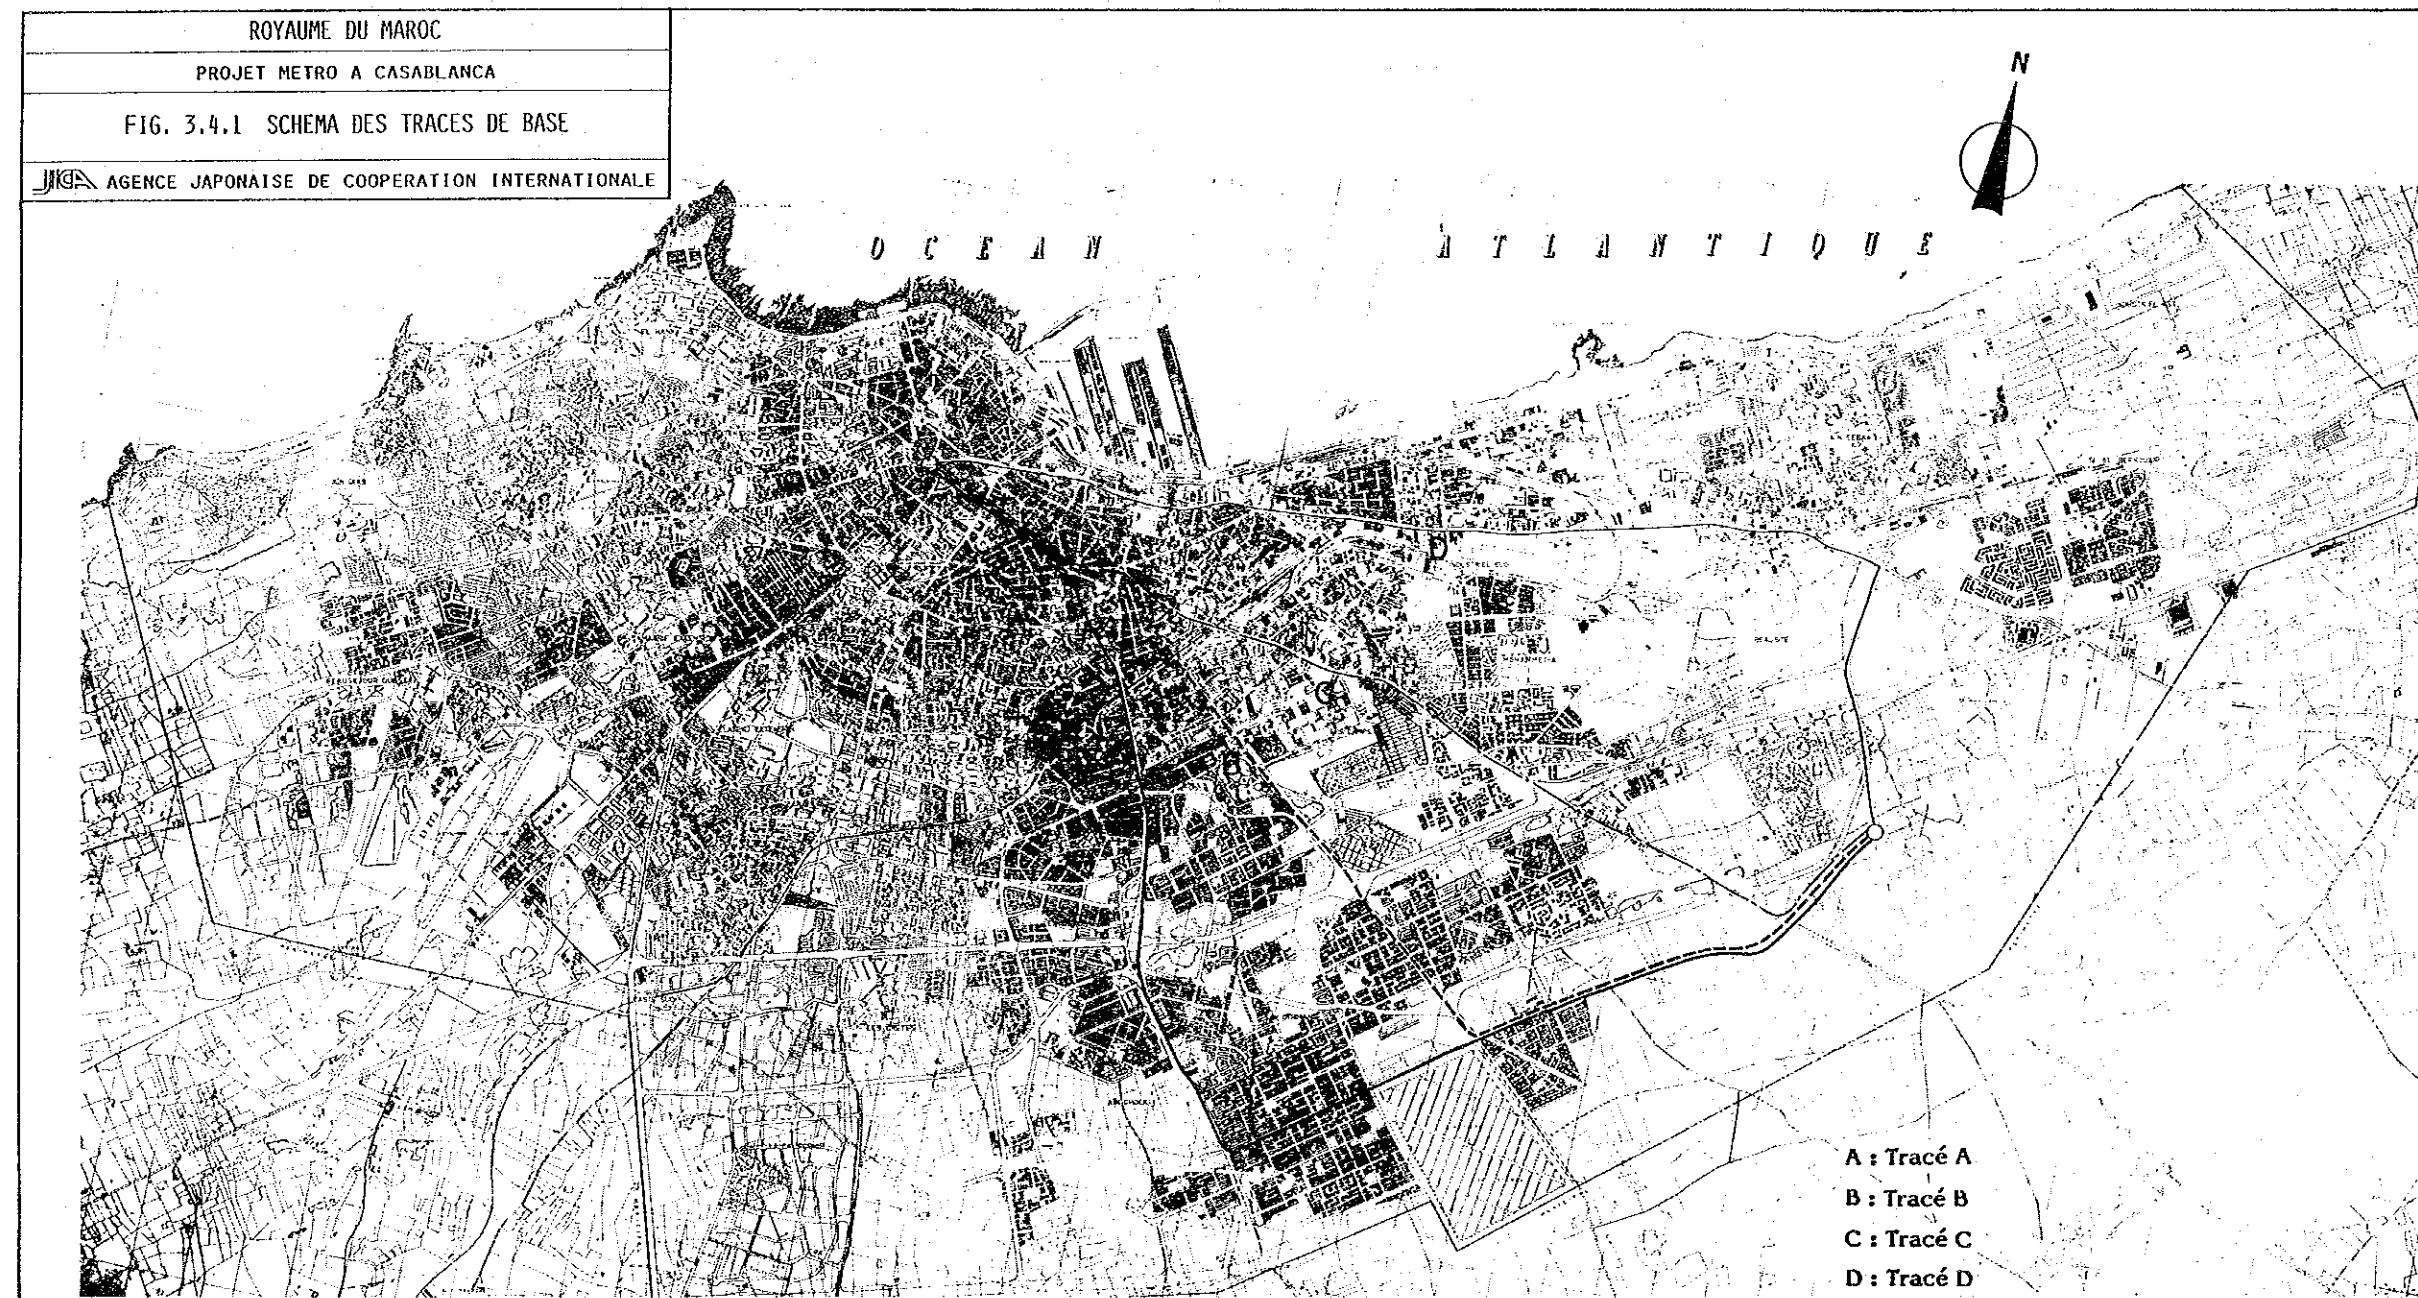 ROYAUME DU MAROC
PROJET METRO A CASABLANCA
FIG. 3.4.1 SCHEMA DES TRACES DE BASE
JICA AGENCE JAPONAISE DE COOPERATION INTERNATIONALE
N
OCEAN ATLANTIQUE
D
C
B
A : Tracé A
B : Tracé B
C : Tracé C
D : Tracé D